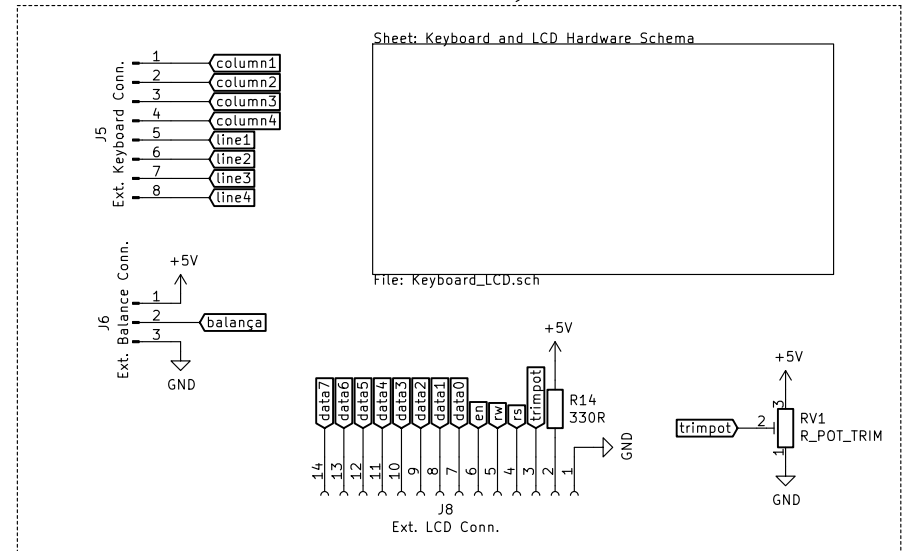 Sheet: Keyboard and LCD Hardware Schema
File: Keyboard_LCD.sch
J5
Ext. Keyboard Conn.
1 column1
2 column2
3 column3
4 column4
5 line1
6 line2
7 line3
8 line4
J6
Ext. Balance Conn.
+5V
1
2 balança
3
GND
+5V
R14
330R
data7 data6 data5 data4 data3 data2 data1 data0 en rw rs trimpot
14 13 12 11 10 9 8 7 6 5 4 3 2 1
GND
J8
Ext. LCD Conn.
+5V
3
trimpot 2
1
RV1
R_POT_TRIM
GND